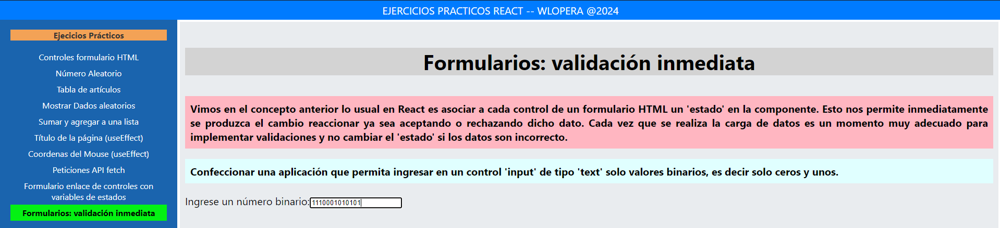 EJERCICIOS PRACTICOS REACT -- WLOPERA @2024
Ejecicios Prácticos
Controles formulario HTML
Número Aleatorio
Tabla de artículos
Mostrar Dados aleatorios
Sumar y agregar a una lista
Título de la página (useEffect)
Coordenas del Mouse (useEffect)
Peticiones API fetch
Formulario enlace de controles con
variables de estados
Formularios: validación inmediata
Formularios: validación inmediata
Vimos en el concepto anterior lo usual en React es asociar a cada control de un formulario HTML un 'estado' en la componente. Esto nos permite inmediatamente
se produzca el cambio reaccionar ya sea aceptando o rechazando dicho dato. Cada vez que se realiza la carga de datos es un momento muy adecuado para
implementar validaciones y no cambiar el 'estado' si los datos son incorrecto.
Confeccionar una aplicación que permita ingresar en un control 'input' de tipo 'text' solo valores binarios, es decir solo ceros y unos.
Ingrese un número binario:1110001010101